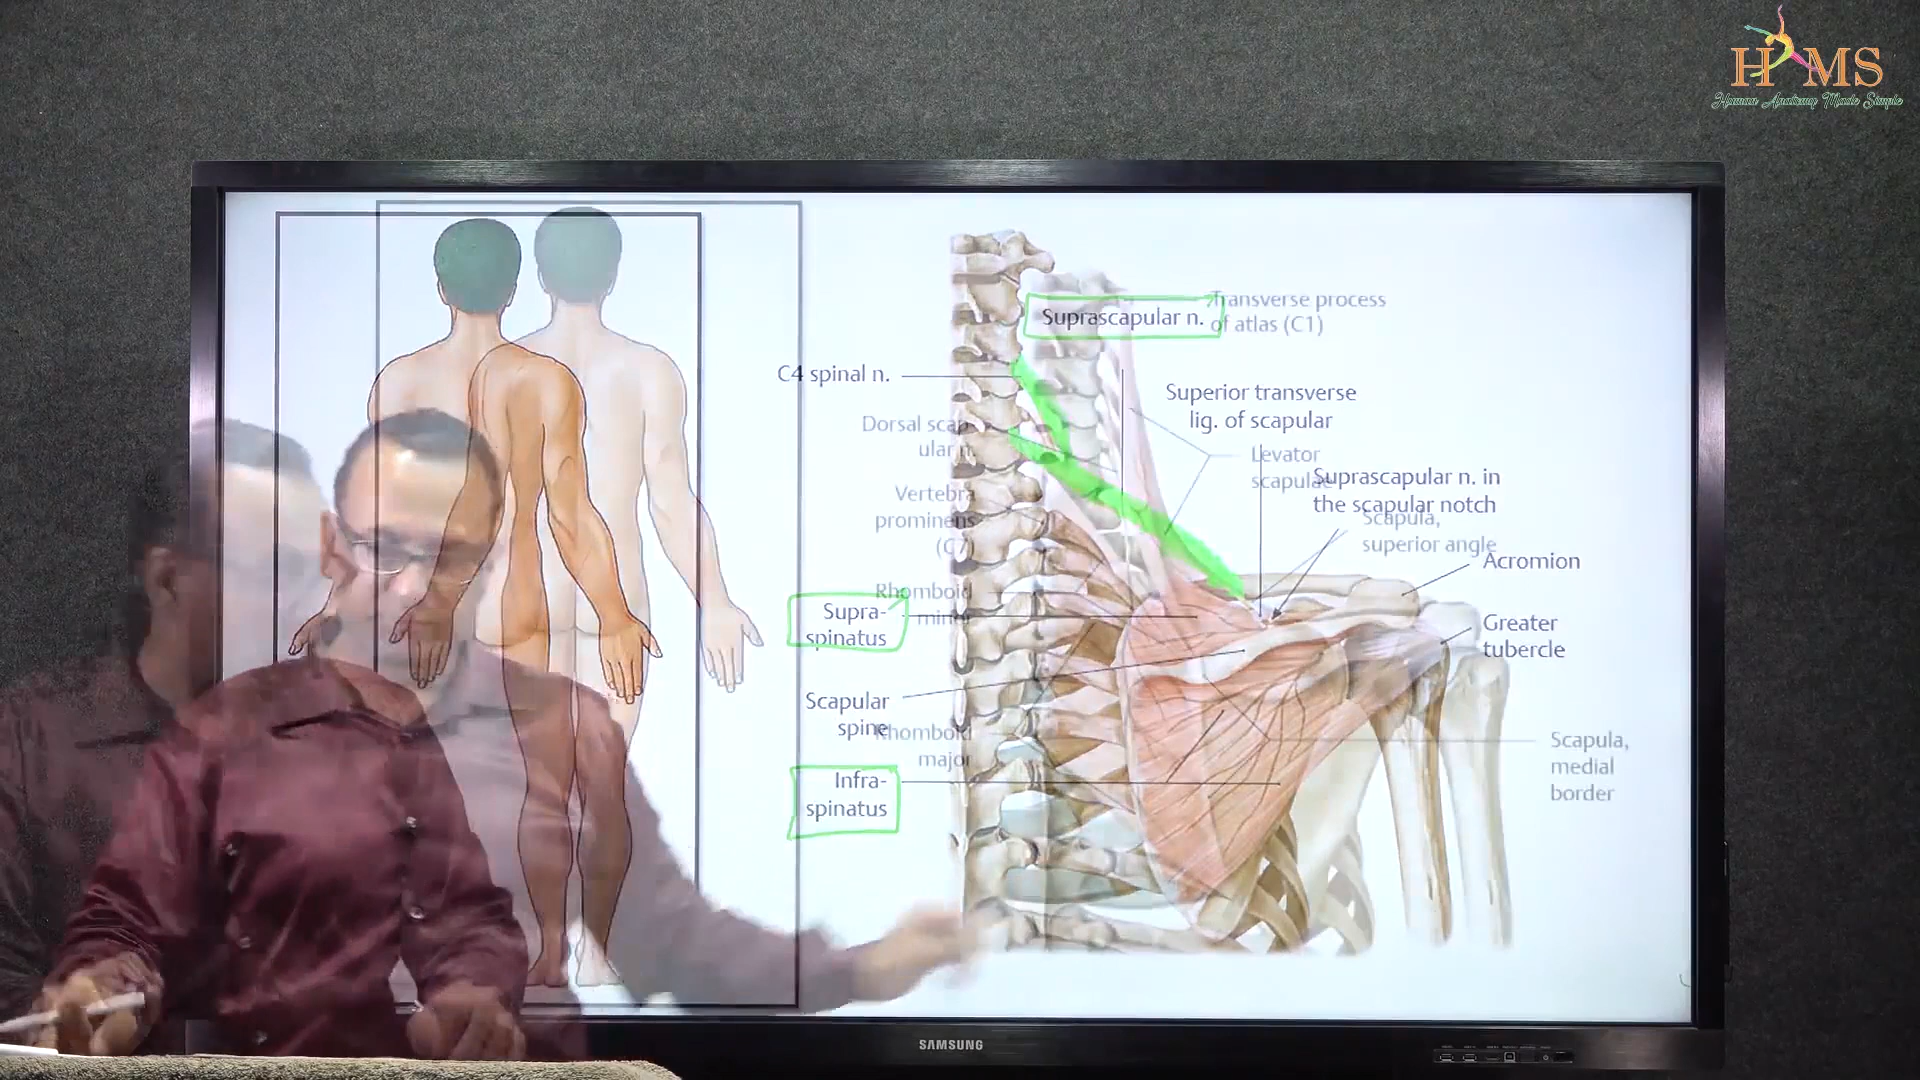 HAMS
Human Anatomy Made Simple
Suprascapular n.
Transverse process
of atlas (C1)
C4 spinal n.
Superior transverse
lig. of scapular
Dorsal scap-
ular n.
Levator
scapulae
Suprascapular n. in
the scapular notch
Vertebra
prominens
(C7)
Scapula,
superior angle
Acromion
Rhomboid
minor
Supra-
spinatus
Greater
tubercle
Scapular
spine
Rhomboid
major
Scapula,
medial
border
Infra-
spinatus
SAMSUNG